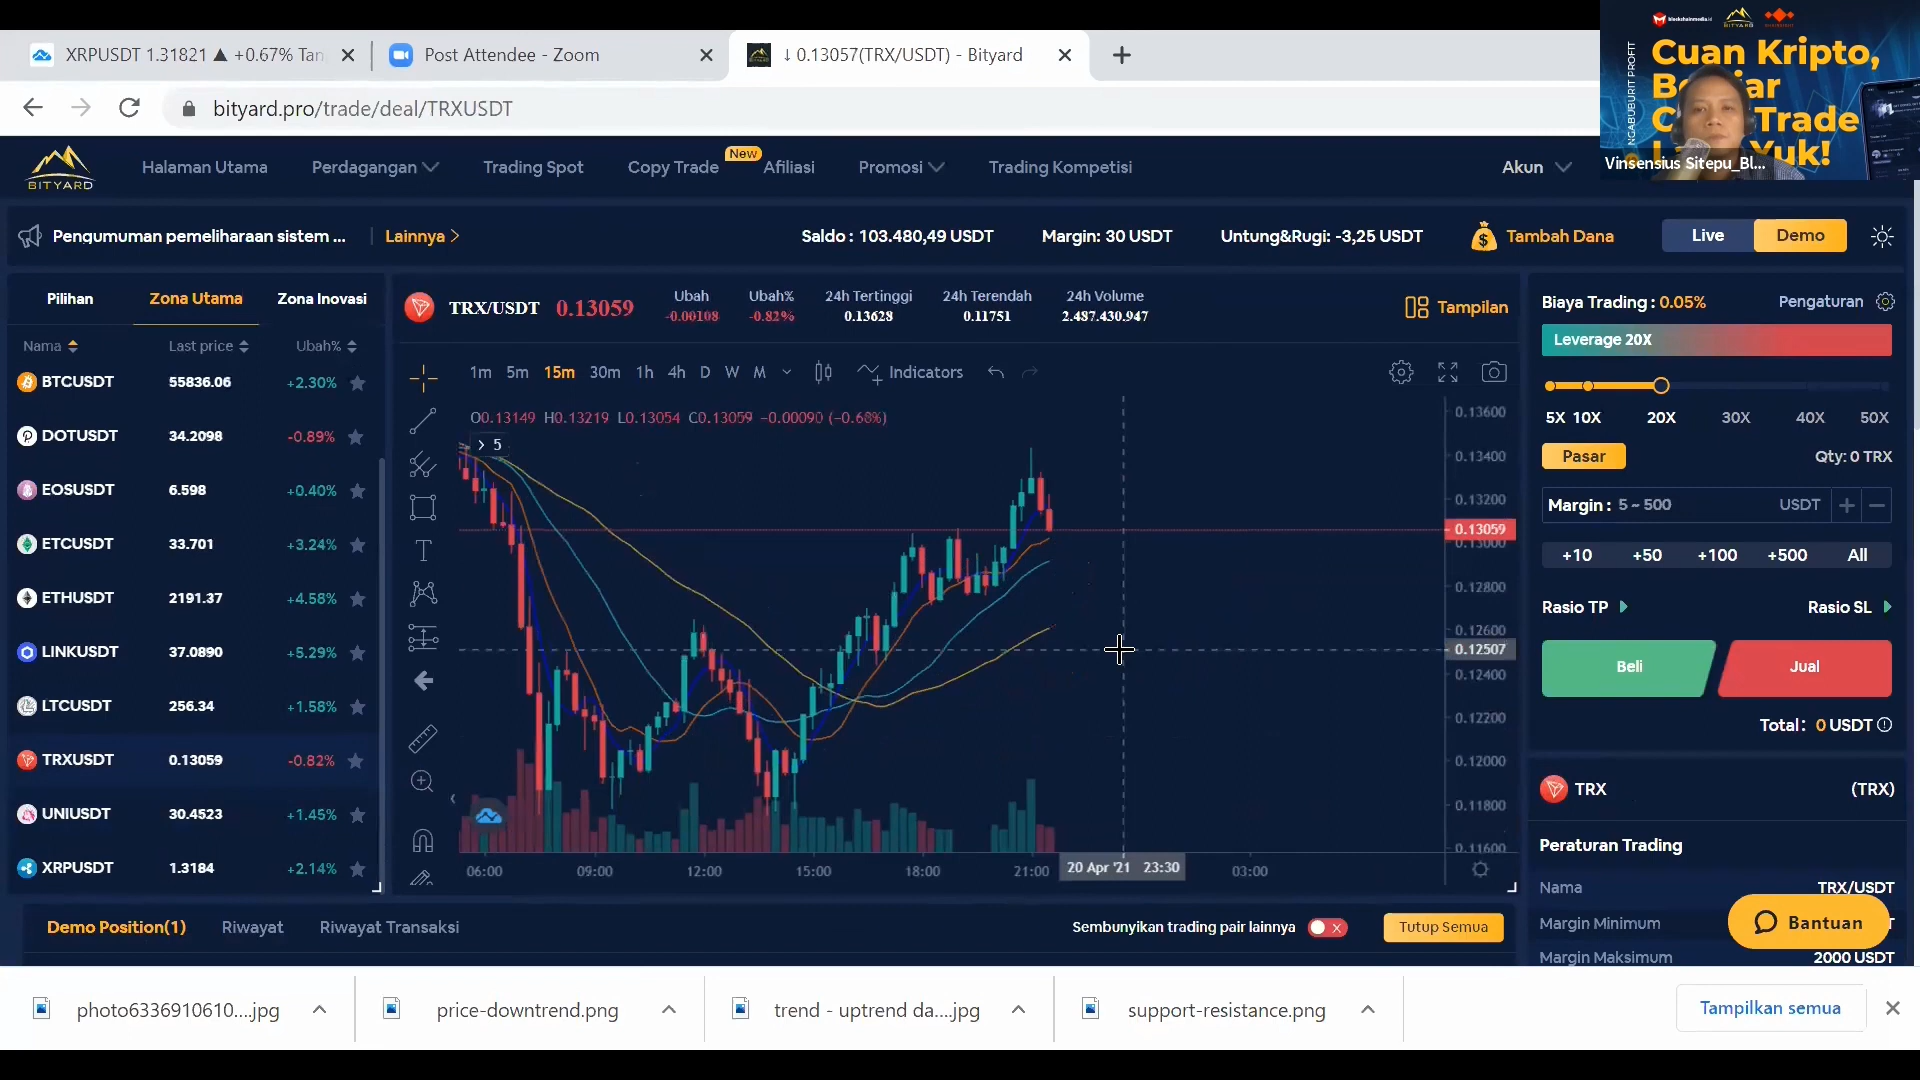 XRPUSDT 1.31821 ▲ +0.67% Tan
Post Attendee - Zoom
↓ 0.13057(TRX/USDT) - Bityard
bityard.pro/trade/deal/TRXUSDT
blockchainmedia.id
BITYARD
NGABUBURIT PROFIT
Cuan Kripto,
Trade
Yuk!
Vinsensius Sitepu_Bl...
BITYARD
Halaman Utama
Perdagangan
Trading Spot
Copy Trade
New
Afiliasi
Promosi
Trading Kompetisi
Akun
Pengumuman pemeliharaan sistem ...
Lainnya >
Saldo : 103.480,49 USDT
Margin: 30 USDT
Untung&Rugi: -3,25 USDT
Tambah Dana
Live
Demo
Pilihan
Zona Utama
Zona Inovasi
Nama
Last price
Ubah%
BTCUSDT 55836.06 +2.30%
DOTUSDT 34.2098 -0.89%
EOSUSDT 6.598 +0.40%
ETCUSDT 33.701 +3.24%
ETHUSDT 2191.37 +4.58%
LINKUSDT 37.0890 +5.29%
LTCUSDT 256.34 +1.58%
TRXUSDT 0.13059 -0.82%
UNIUSDT 30.4523 +1.45%
XRPUSDT 1.3184 +2.14%
TRX/USDT 0.13059
Ubah
-0.00108
Ubah%
-0.82%
24h Tertinggi
0.13628
24h Terendah
0.11751
24h Volume
2.487.430.947
Tampilan
1m 5m 15m 30m 1h 4h D W M
Indicators
O0.13149 H0.13219 L0.13054 C0.13059 −0.00090 (−0.68%)
> 5
T
0.13600
0.13400
0.13200
0.13059
0.13000
0.12800
0.12600
0.12507
0.12400
0.12200
0.12000
0.11800
0.11600
06:00 09:00 12:00 15:00 18:00 21:00 20 Apr '21 23:30 03:00
Biaya Trading : 0.05%
Pengaturan
Leverage 20X
5X 10X 20X 30X 40X 50X
Pasar
Qty: 0 TRX
Margin : 5 ~ 500 USDT + −
+10 +50 +100 +500 All
Rasio TP
Rasio SL
Beli
Jual
Total: 0 USDT
TRX (TRX)
Peraturan Trading
Nama TRX/USDT
Margin Minimum
Bantuan
Margin Maksimum 2000 USDT
Demo Position(1)
Riwayat
Riwayat Transaksi
Sembunyikan trading pair lainnya
Tutup Semua
photo6336910610....jpg
price-downtrend.png
trend - uptrend da....jpg
support-resistance.png
Tampilkan semua